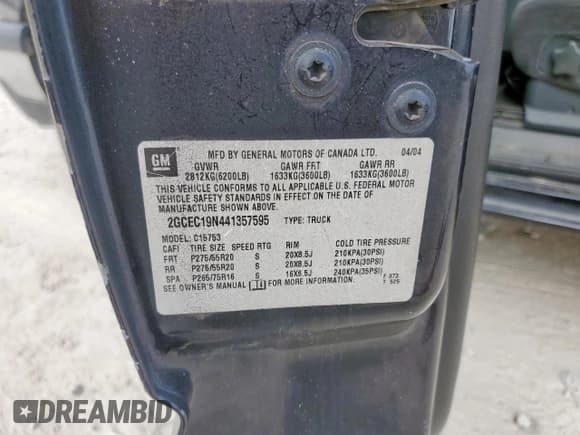 GM
MFD BY GENERAL MOTORS OF CANADA LTD. 04/04
GVWR GAWR FRT GAWR RR
2812KG(6200LB) 1633KG(3600LB) 1633KG(3600LB)
THIS VEHICLE CONFORMS TO ALL APPLICABLE U.S. FEDERAL MOTOR
VEHICLE SAFETY STANDARDS IN EFFECT ON THE DATE OF
MANUFACTURE SHOWN ABOVE.
2GCEC19N441357595 TYPE: TRUCK
MODEL: C15753
CAFI TIRE SIZE SPEED RTG RIM COLD TIRE PRESSURE
FRT P275/55R20 S 20X8.5J 210KPA(30PSI)
RR P275/55R20 S 20X8.5J 210KPA(30PSI)
SPA P265/75R16 S 16X6.5J 240KPA(35PSI)
SEE OWNER'S MANUAL FOR MORE INFORMATION.
F 373
T 525
DREAMBID